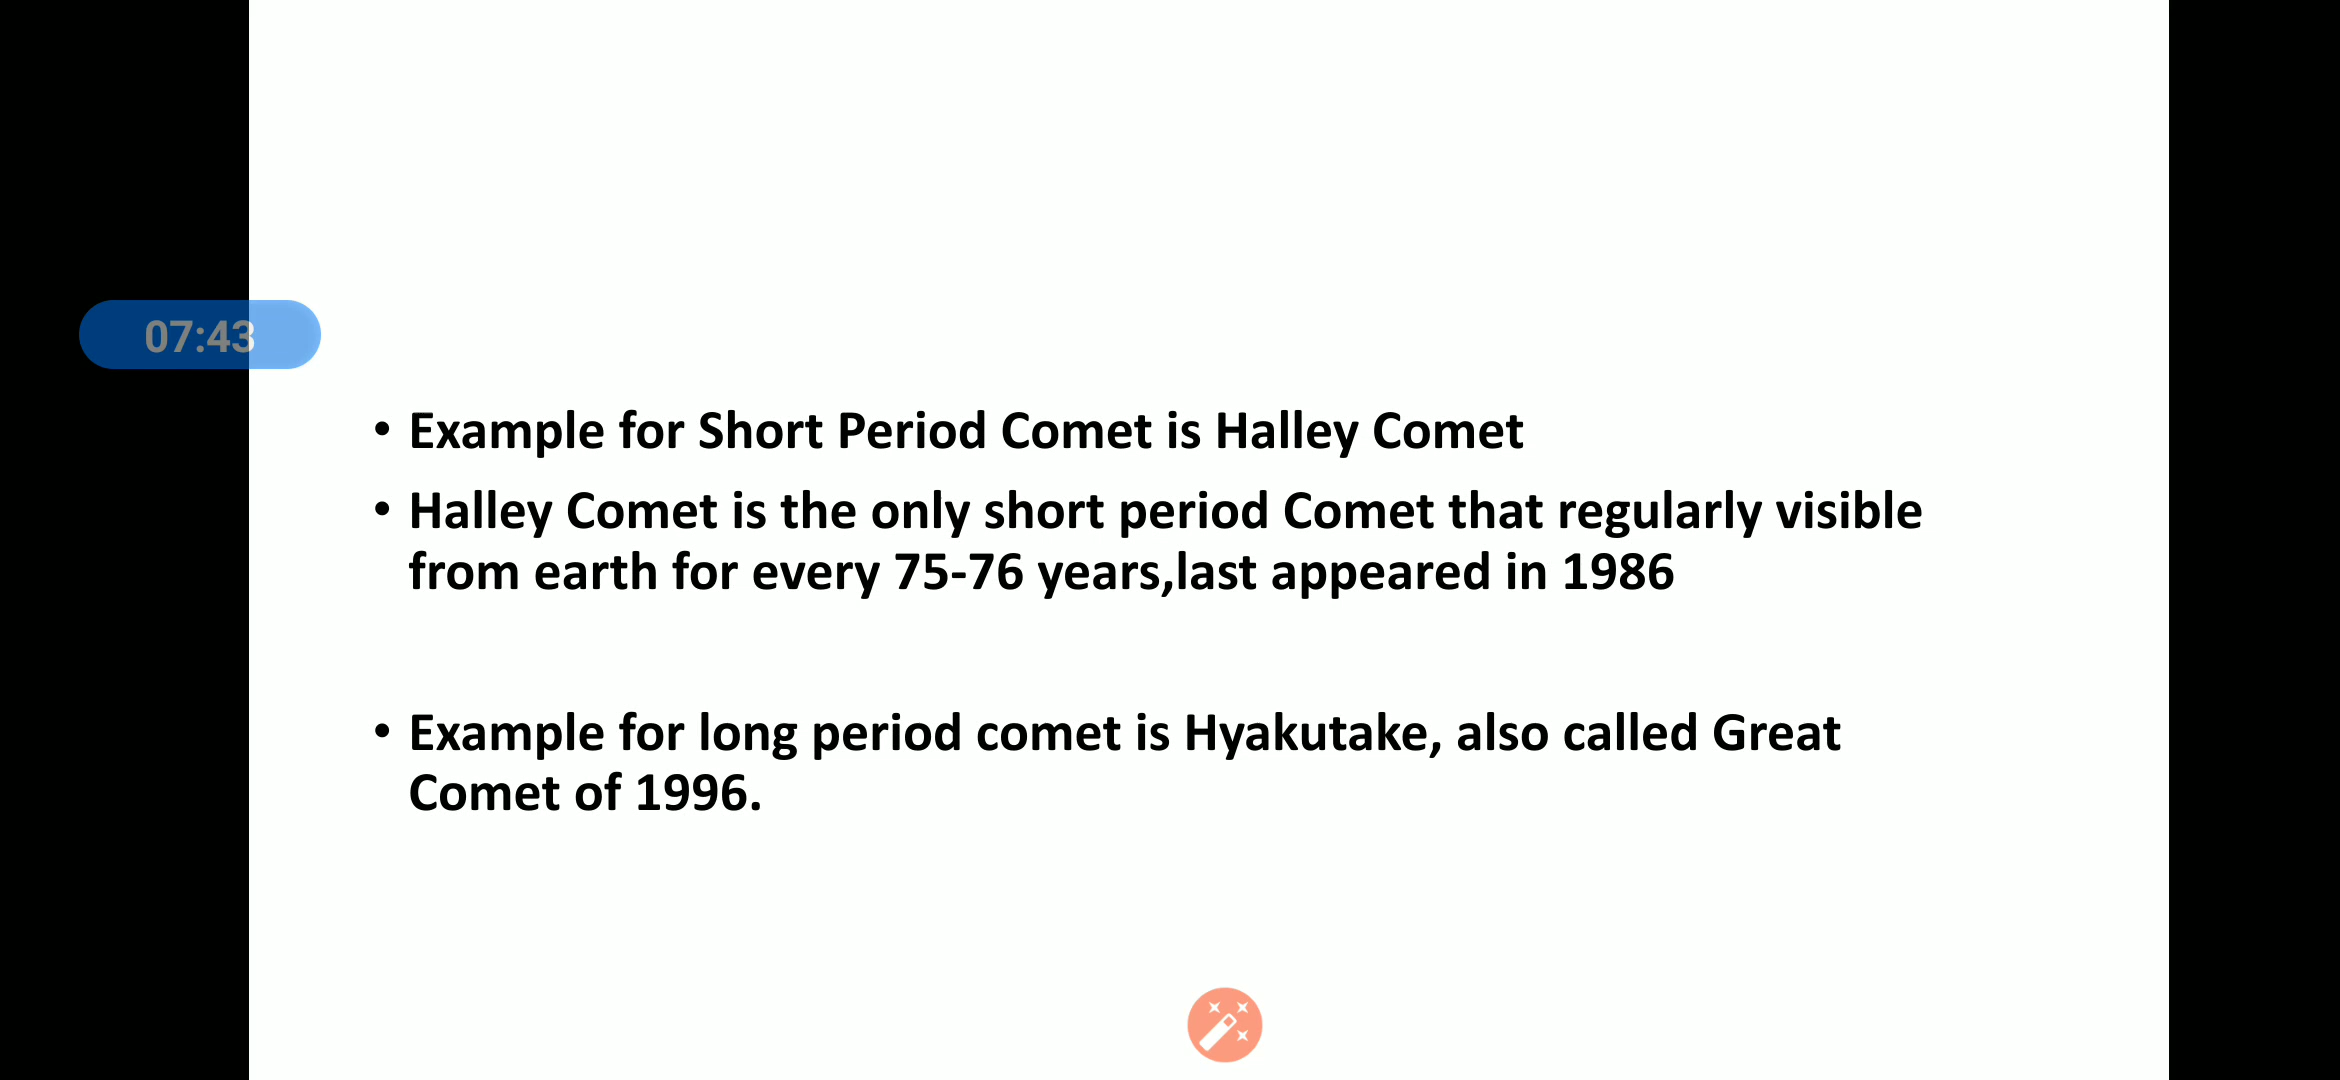 07:43
• Example for Short Period Comet is Halley Comet
• Halley Comet is the only short period Comet that regularly visible
from earth for every 75-76 years,last appeared in 1986
• Example for long period comet is Hyakutake, also called Great
Comet of 1996.